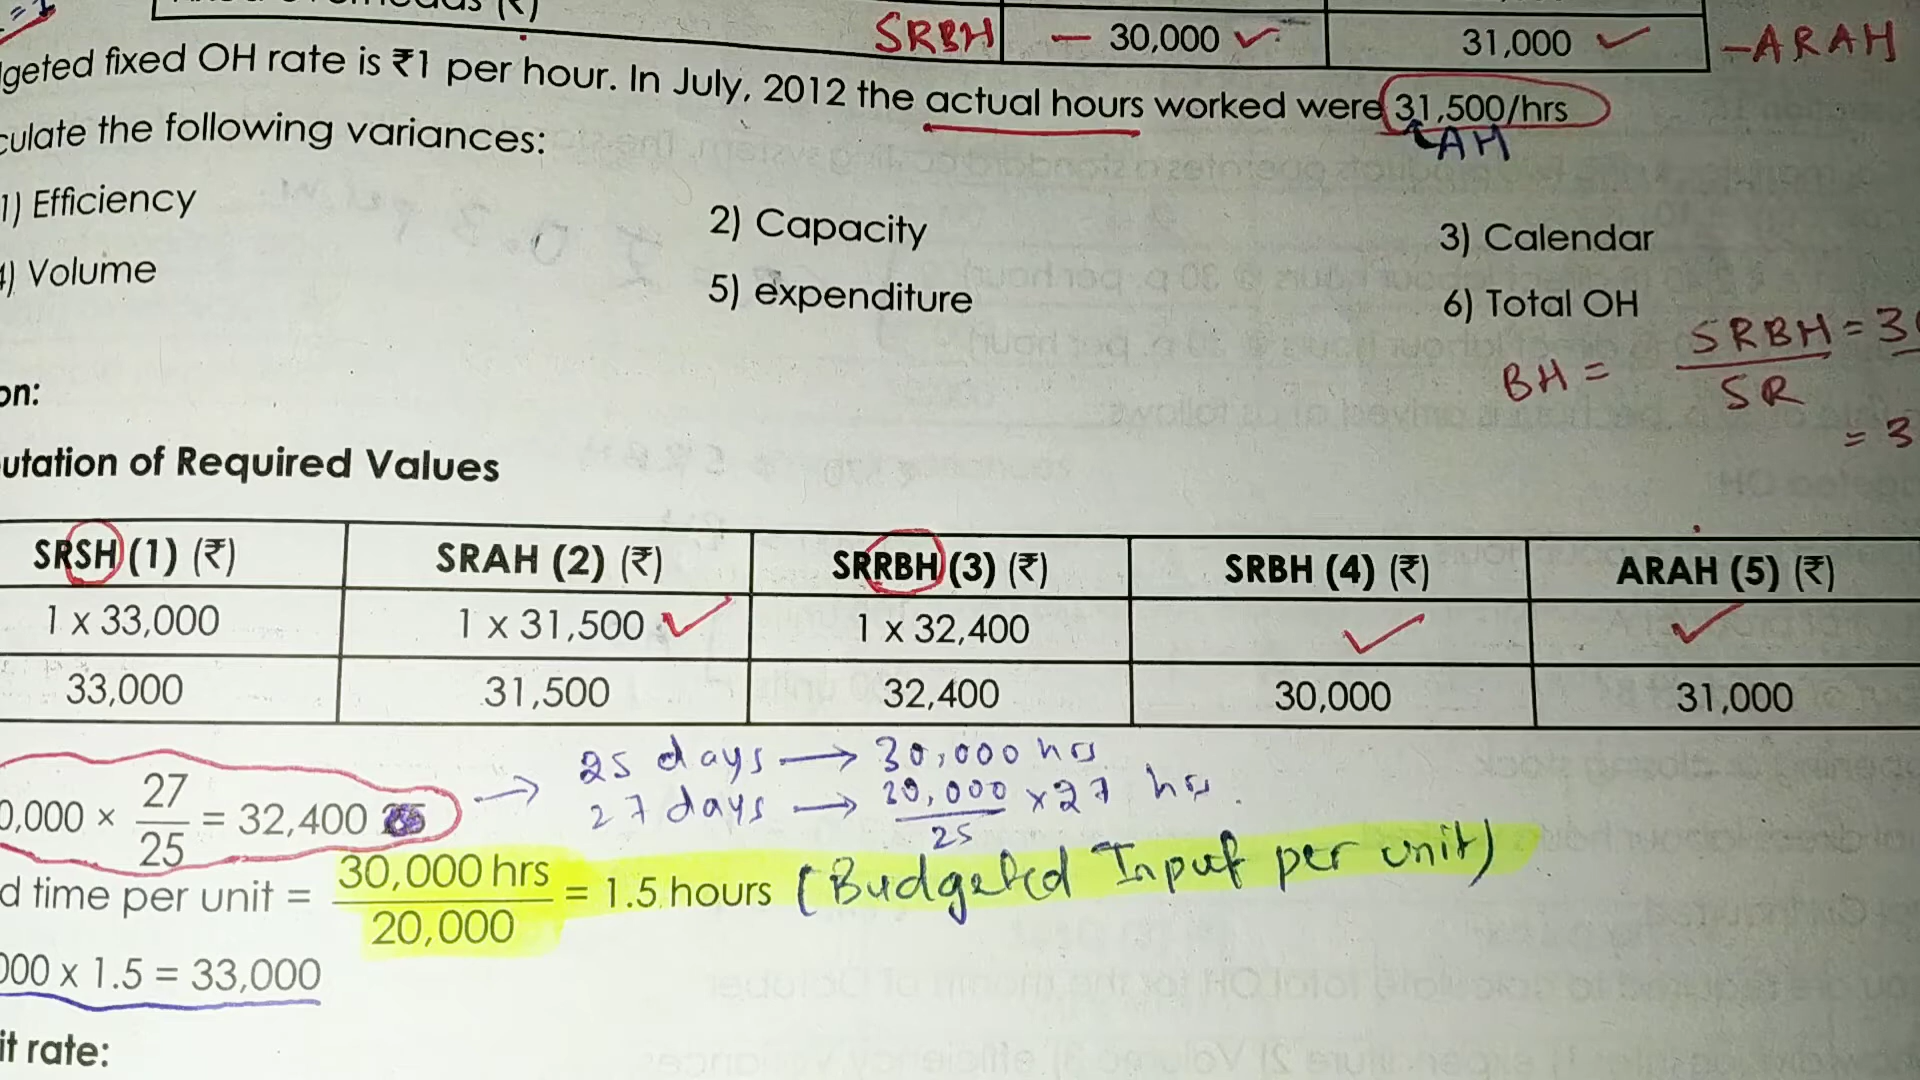 SRBH – 30,000 31,000 – ARAH
geted fixed OH rate is ₹1 per hour. In July, 2012 the actual hours worked were 31,500/hrs
AH
culate the following variances:
1) Efficiency 2) Capacity 3) Calendar
4) Volume 5) expenditure 6) Total OH
BH = SRBH = 3
SR
= 3
on:
utation of Required Values
SRSH (1) (₹) SRAH (2) (₹) SRRBH (3) (₹) SRBH (4) (₹) ARAH (5) (₹)
1 x 33,000 1 x 31,500 1 x 32,400
33,000 31,500 32,400 30,000 31,000
25 days → 30,000 hrs
0,000 × 27/25 = 32,400 → 27 days → 30,000/25 × 27 hrs.
d time per unit = 30,000 hrs/20,000 = 1.5 hours (Budgeted Input per unit)
000 x 1.5 = 33,000
it rate: